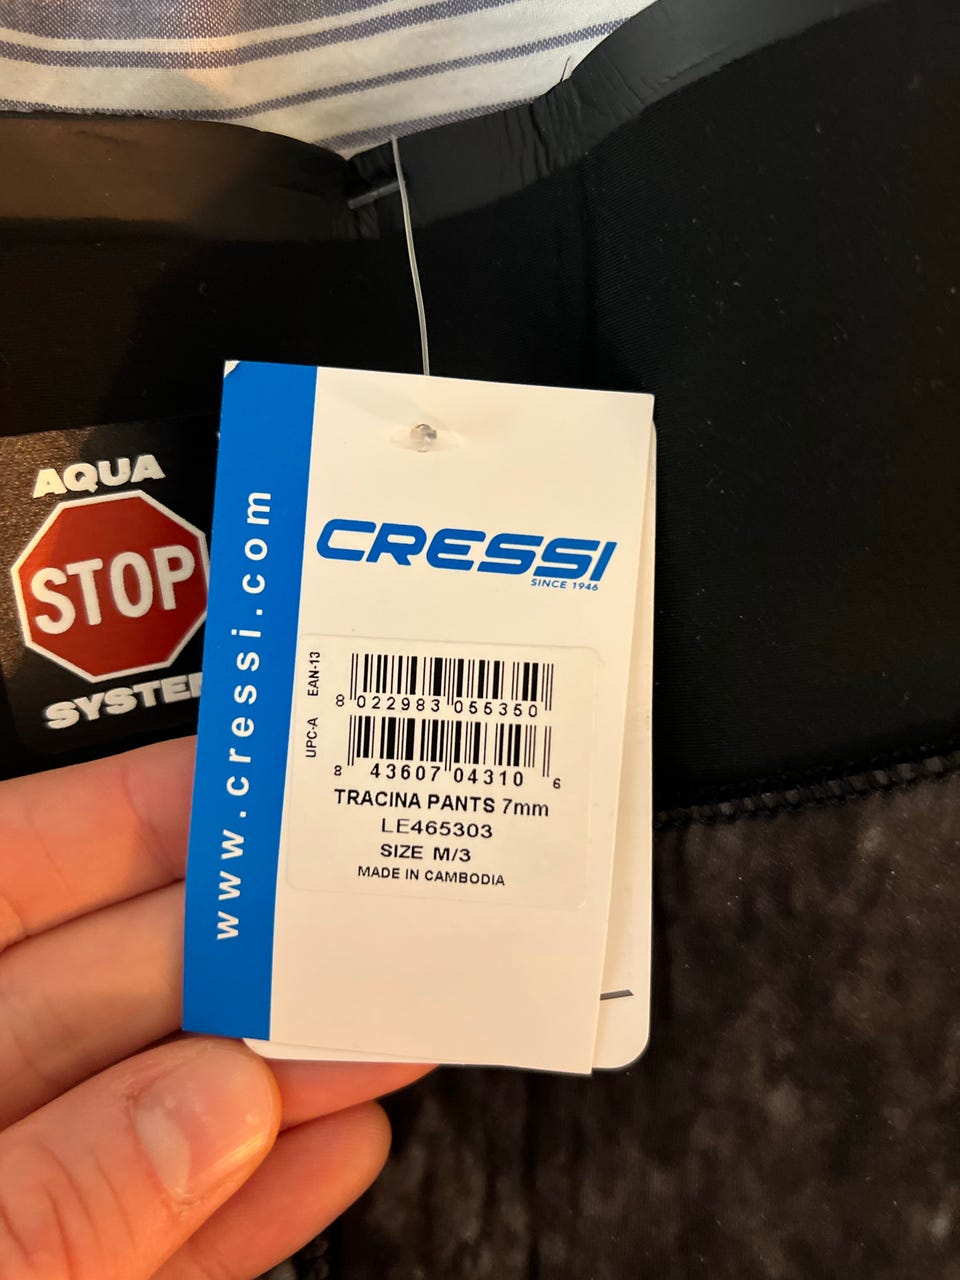 AQUA
STOP
www.cressi.com
CRESSI
SINCE 1946
EAN-13
8 022983 055350
UPC-A
8 43607 04310 6
TRACINA PANTS 7mm
LE465303
SIZE M/3
MADE IN CAMBODIA